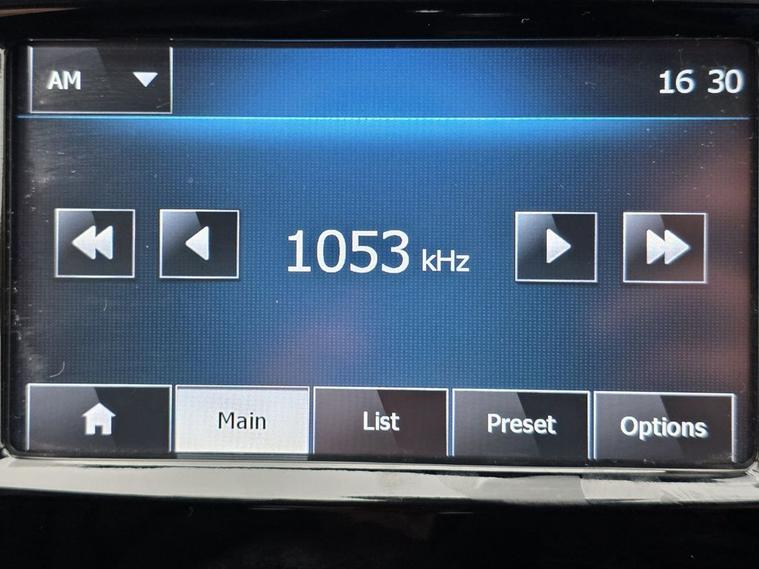 AM
16 30
1053 kHz
Main
List
Preset
Options